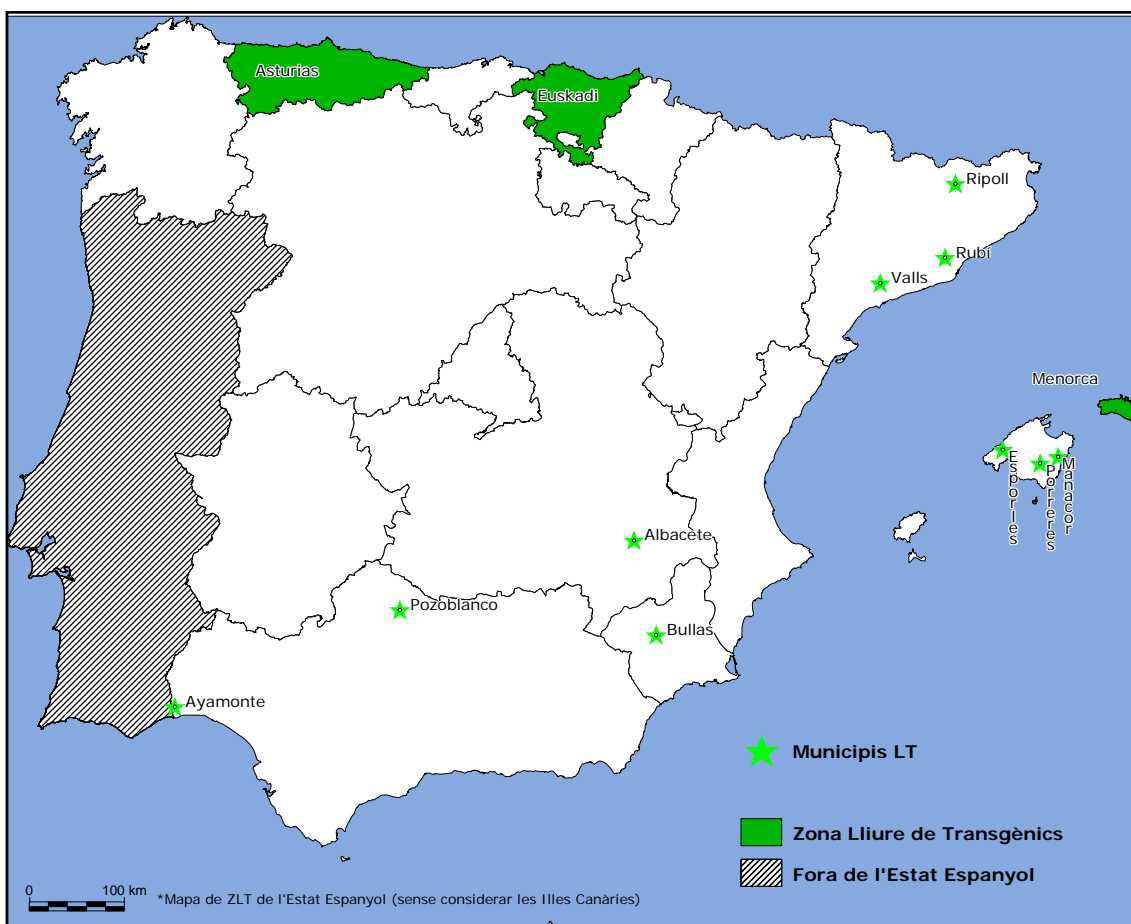 Asturias
Euskadi
Ripoll
Rubí
Valls
Menorca
Esporles
Porreres
Manacor
Albacete
Pozoblanco
Bullas
Ayamonte
Municipis LT
Zona Lliure de Transgènics
Fora de l'Estat Espanyol
0 100 km
*Mapa de ZLT de l'Estat Espanyol (sense considerar les Illes Canàries)